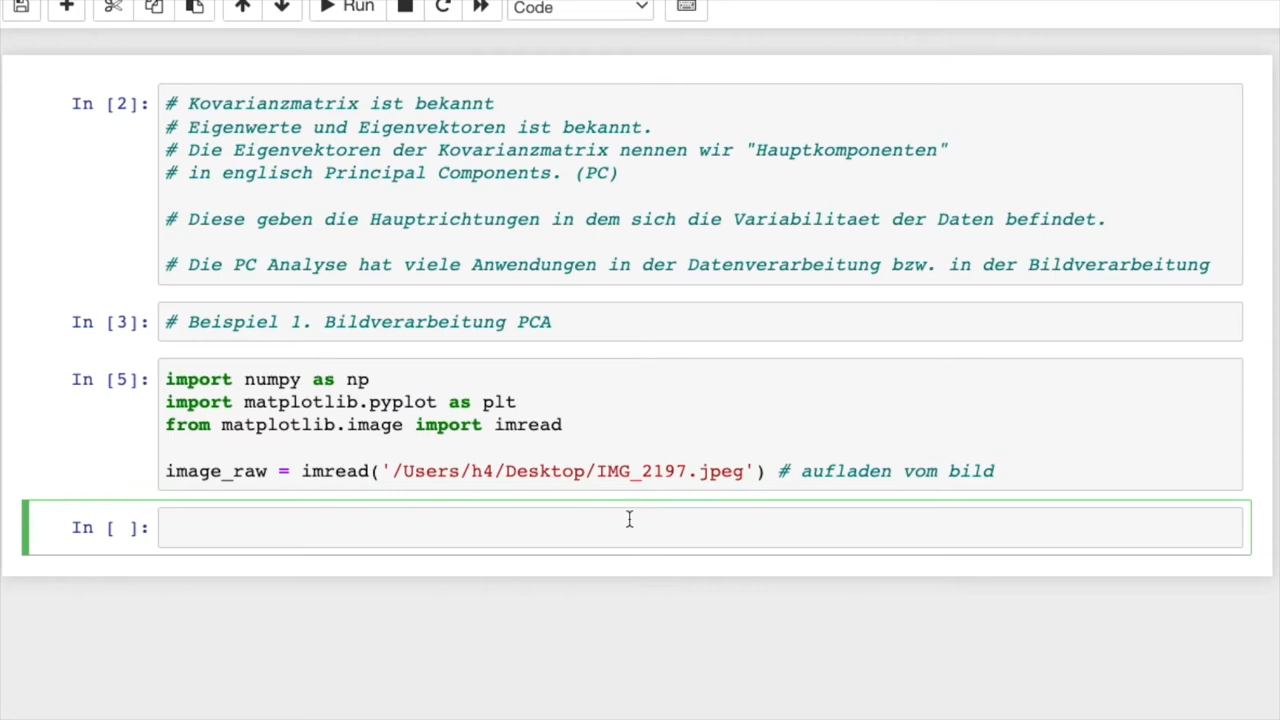 Run
Code
In [2]:
# Kovarianzmatrix ist bekannt
# Eigenwerte und Eigenvektoren ist bekannt.
# Die Eigenvektoren der Kovarianzmatrix nennen wir "Hauptkomponenten"
# in englisch Principal Components. (PC)
# Diese geben die Hauptrichtungen in dem sich die Variabilitaet der Daten befindet.
# Die PC Analyse hat viele Anwendungen in der Datenverarbeitung bzw. in der Bildverarbeitung
In [3]:
# Beispiel 1. Bildverarbeitung PCA
In [5]:
import numpy as np
import matplotlib.pyplot as plt
from matplotlib.image import imread
image_raw = imread('/Users/h4/Desktop/IMG_2197.jpeg') # aufladen vom bild
In [ ]: